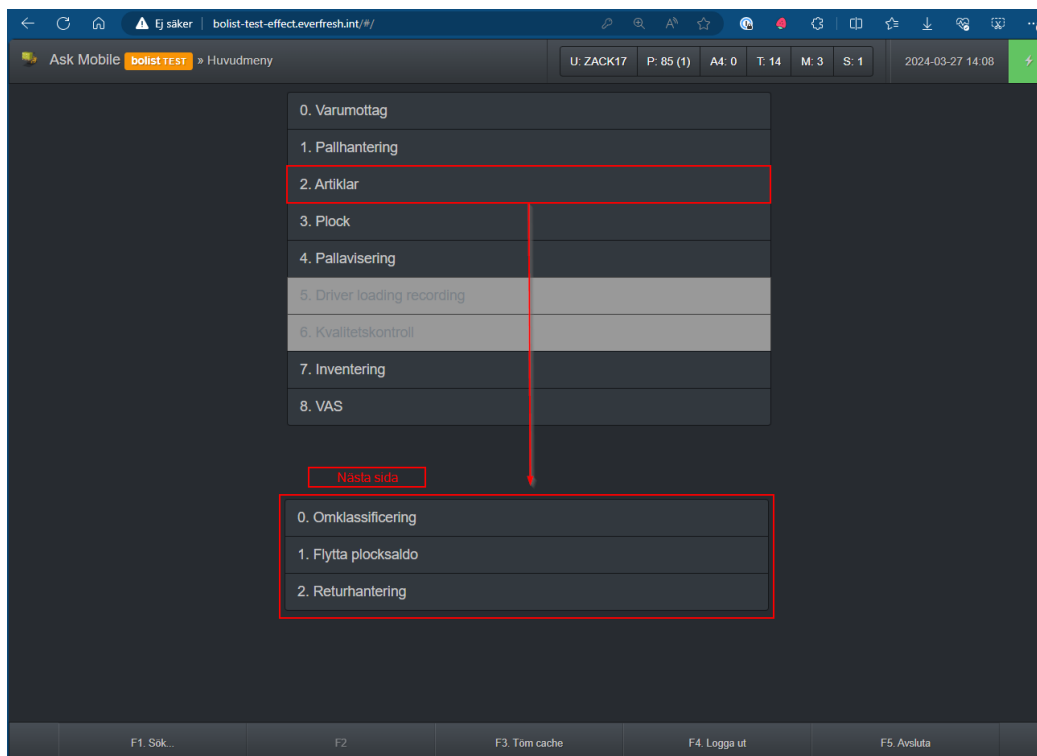 Ej säker | bolist-test-effect.everfresh.int/#/
Ask Mobile bolist TEST » Huvudmeny U: ZACK17 P: 85 (1) A4: 0 T: 14 M: 3 S: 1 2024-03-27 14:08
0. Varumottag
1. Pallhantering
2. Artiklar
3. Plock
4. Pallavisering
5. Driver loading recording
6. Kvalitetskontroll
7. Inventering
8. VAS
Nästa sida
0. Omklassificering
1. Flytta plocksaldo
2. Returhantering
F1. Sök... F2 F3. Töm cache F4. Logga ut F5. Avsluta